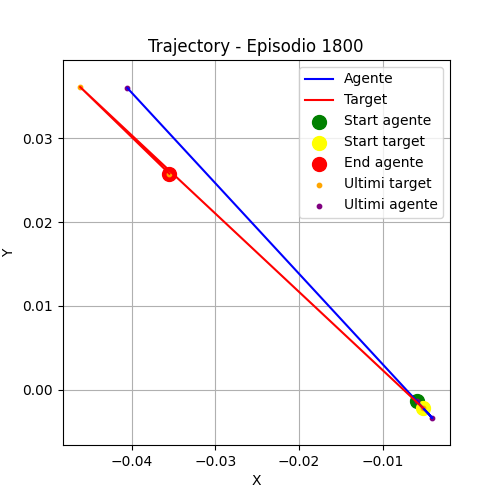 Trajectory - Episodio 1800
Agente
Target
Start agente
Start target
End agente
Ultimi target
Ultimi agente
Y
0.03
0.02
0.01
0.00
−0.04
−0.03
−0.02
−0.01
X